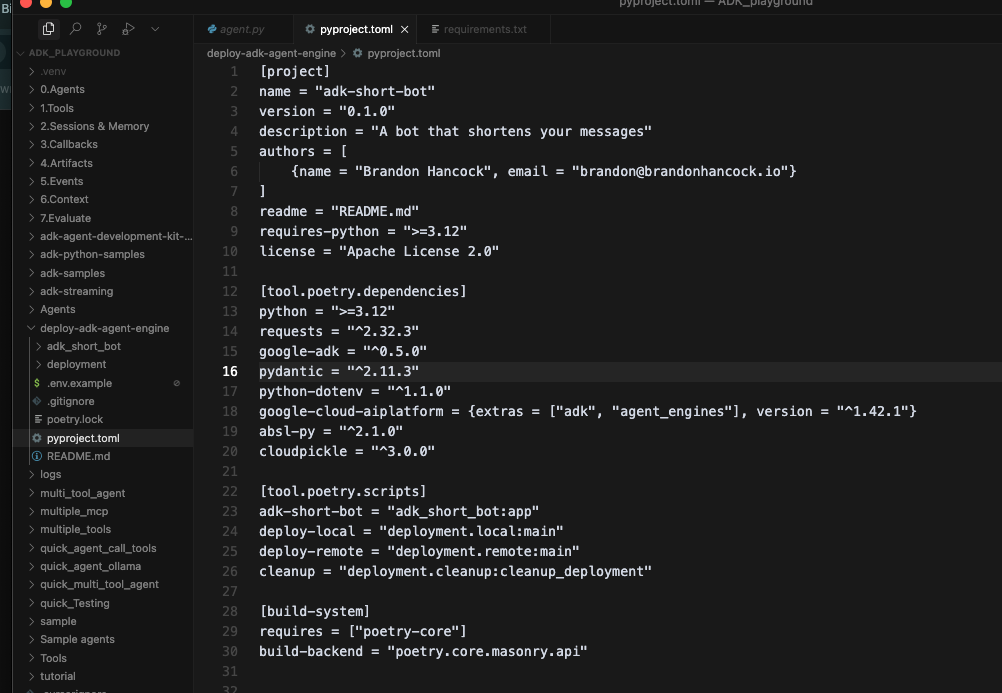 Bi
pyproject.toml — ADK_playground
agent.py
pyproject.toml
requirements.txt
ADK_PLAYGROUND
.venv
0.Agents
1.Tools
2.Sessions & Memory
3.Callbacks
4.Artifacts
5.Events
6.Context
7.Evaluate
adk-agent-development-kit-...
adk-python-samples
adk-samples
adk-streaming
Agents
deploy-adk-agent-engine
adk_short_bot
deployment
$ .env.example
.gitignore
poetry.lock
pyproject.toml
README.md
logs
multi_tool_agent
multiple_mcp
multiple_tools
quick_agent_call_tools
quick_agent_ollama
quick_multi_tool_agent
quick_Testing
sample
Sample agents
Tools
tutorial
deploy-adk-agent-engine > pyproject.toml
1 [project]
2 name = "adk-short-bot"
3 version = "0.1.0"
4 description = "A bot that shortens your messages"
5 authors = [
6 {name = "Brandon Hancock", email = "brandon@brandonhancock.io"}
7 ]
8 readme = "README.md"
9 requires-python = ">=3.12"
10 license = "Apache License 2.0"
11
12 [tool.poetry.dependencies]
13 python = ">=3.12"
14 requests = "^2.32.3"
15 google-adk = "^0.5.0"
16 pydantic = "^2.11.3"
17 python-dotenv = "^1.1.0"
18 google-cloud-aiplatform = {extras = ["adk", "agent_engines"], version = "^1.42.1"}
19 absl-py = "^2.1.0"
20 cloudpickle = "^3.0.0"
21
22 [tool.poetry.scripts]
23 adk-short-bot = "adk_short_bot:app"
24 deploy-local = "deployment.local:main"
25 deploy-remote = "deployment.remote:main"
26 cleanup = "deployment.cleanup:cleanup_deployment"
27
28 [build-system]
29 requires = ["poetry-core"]
30 build-backend = "poetry.core.masonry.api"
31
32